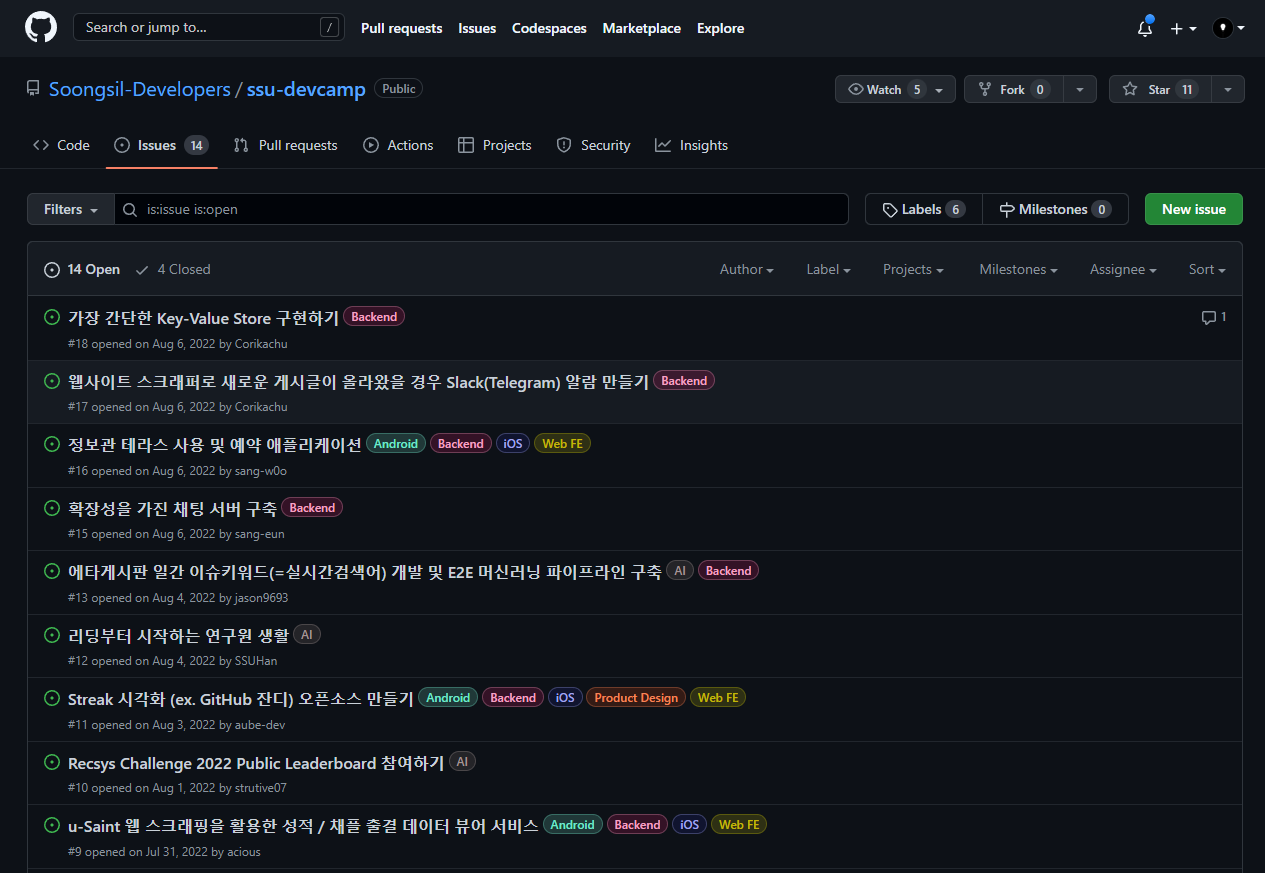 Search or jump to... / Pull requests Issues Codespaces Marketplace Explore
Soongsil-Developers / ssu-devcamp Public Watch 5 Fork 0 Star 11
Code Issues 14 Pull requests Actions Projects Security Insights
Filters is:issue is:open Labels 6 Milestones 0 New issue
14 Open 4 Closed Author Label Projects Milestones Assignee Sort
가장 간단한 Key-Value Store 구현하기 Backend 1
#18 opened on Aug 6, 2022 by Corikachu
웹사이트 스크래퍼로 새로운 게시글이 올라왔을 경우 Slack(Telegram) 알람 만들기 Backend
#17 opened on Aug 6, 2022 by Corikachu
정보관 테라스 사용 및 예약 애플리케이션 Android Backend iOS Web FE
#16 opened on Aug 6, 2022 by sang-w0o
확장성을 가진 채팅 서버 구축 Backend
#15 opened on Aug 6, 2022 by sang-eun
에타게시판 일간 이슈키워드(=실시간검색어) 개발 및 E2E 머신러닝 파이프라인 구축 AI Backend
#13 opened on Aug 4, 2022 by jason9693
리딩부터 시작하는 연구원 생활 AI
#12 opened on Aug 4, 2022 by SSUHan
Streak 시각화 (ex. GitHub 잔디) 오픈소스 만들기 Android Backend iOS Product Design Web FE
#11 opened on Aug 3, 2022 by aube-dev
Recsys Challenge 2022 Public Leaderboard 참여하기 AI
#10 opened on Aug 1, 2022 by strutive07
u-Saint 웹 스크래핑을 활용한 성적 / 채플 출결 데이터 뷰어 서비스 Android Backend iOS Web FE
#9 opened on Jul 31, 2022 by acious